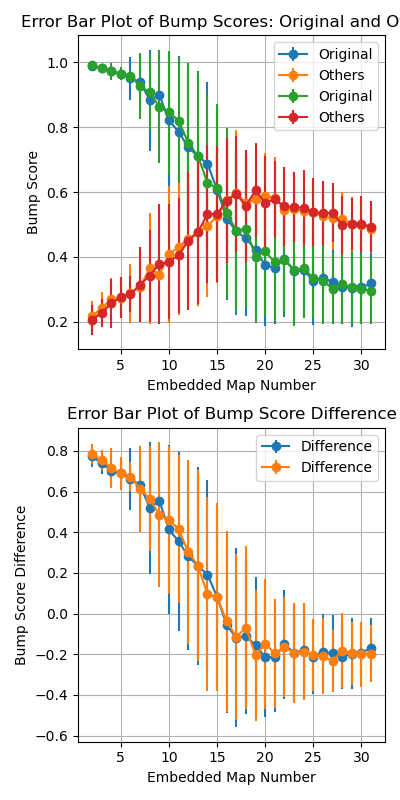 Error Bar Plot of Bump Scores: Original and O
Original
Others
Original
Others
1.0
0.8
0.6
0.4
0.2
Bump Score
5 10 15 20 25 30
Embedded Map Number
Error Bar Plot of Bump Score Difference
Difference
Difference
0.8
0.6
0.4
0.2
0.0
−0.2
−0.4
−0.6
Bump Score Difference
5 10 15 20 25 30
Embedded Map Number